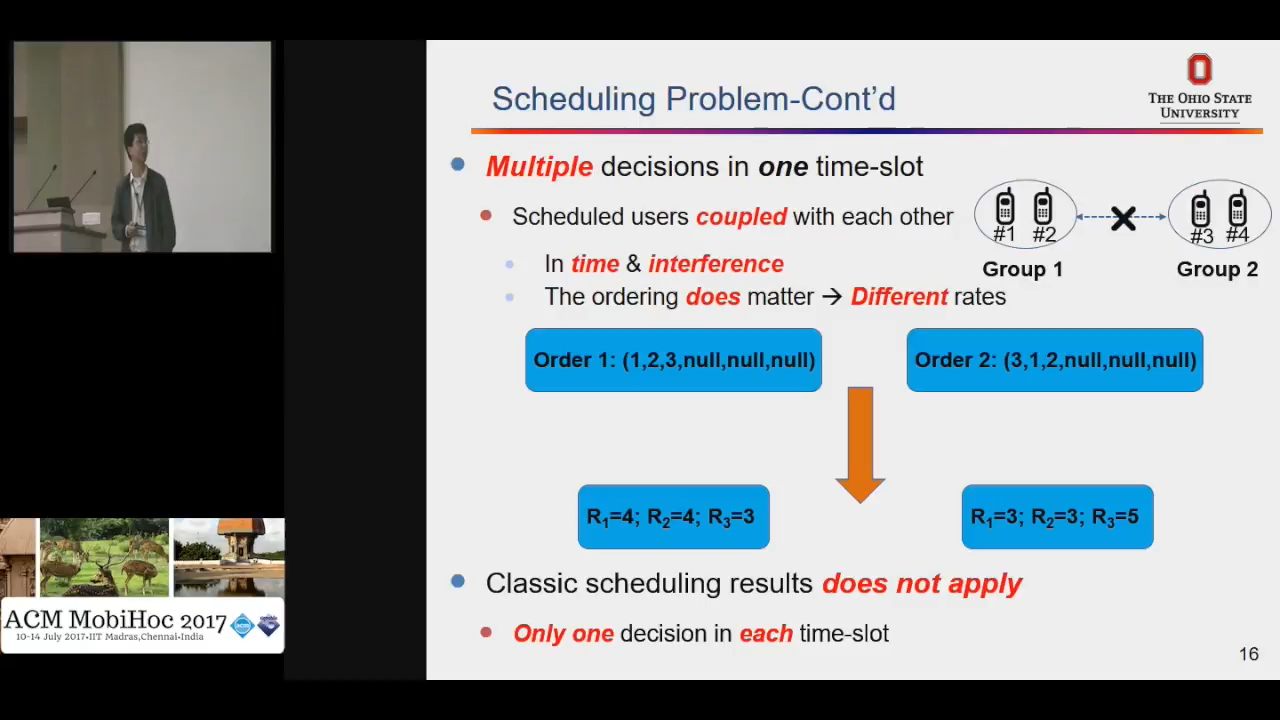 Scheduling Problem-Cont'd
THE OHIO STATE
UNIVERSITY
Multiple decisions in one time-slot
Scheduled users coupled with each other
In time & interference
The ordering does matter → Different rates
#1 #2
#3 #4
Group 1
Group 2
Order 1: (1,2,3,null,null,null)
Order 2: (3,1,2,null,null,null)
R₁=4; R₂=4; R₃=3
R₁=3; R₂=3; R₃=5
Classic scheduling results does not apply
Only one decision in each time-slot
16
ACM MobiHoc 2017
10-14 July 2017•IIT Madras,Chennai•India